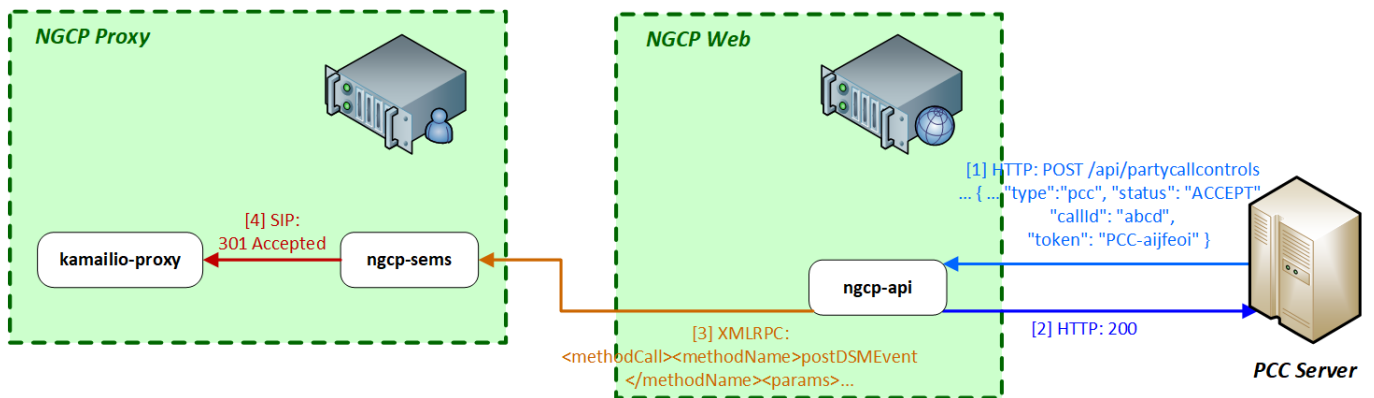 NGCP Proxy
NGCP Web
[1] HTTP: POST /api/partycallcontrols
... { ... "type":"pcc", "status": "ACCEPT"
"callId": "abcd",
"token": "PCC-aijfeoi" }
[4] SIP:
301 Accepted
kamailio-proxy
ngcp-sems
ngcp-api
[3] XMLRPC:
<methodCall><methodName>postDSMEvent
</methodName><params>...
[2] HTTP: 200
PCC Server